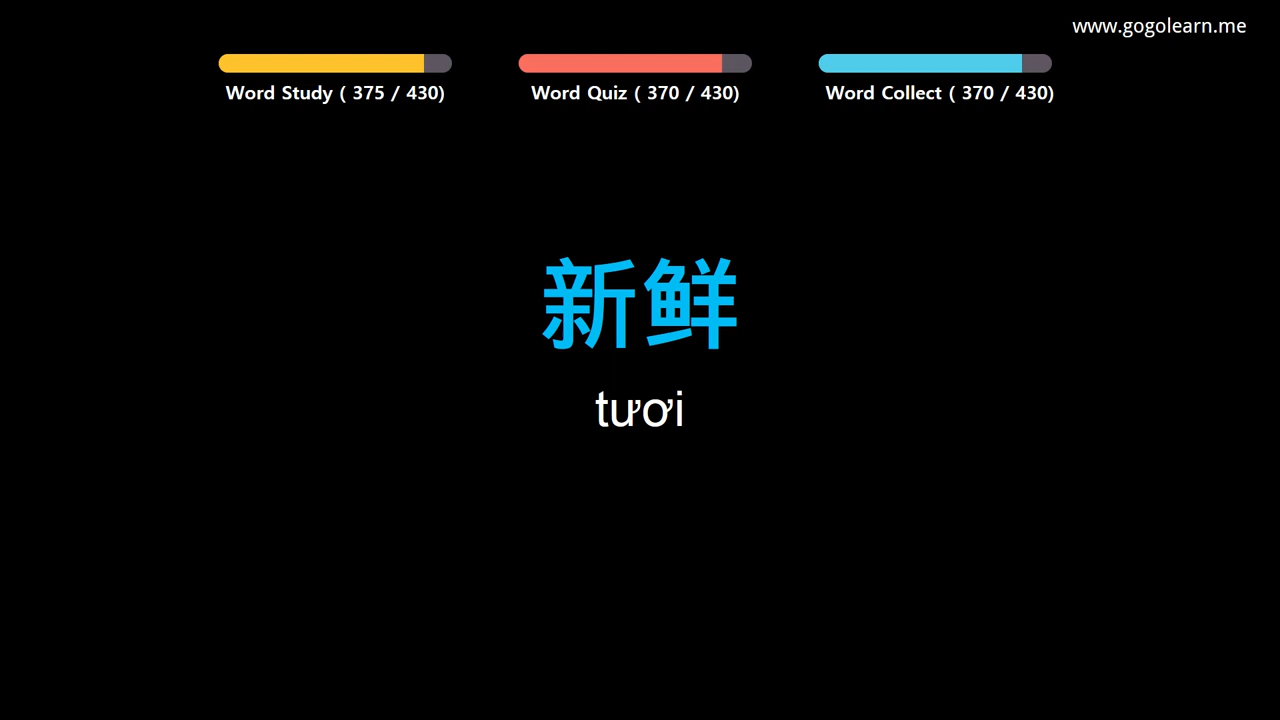 www.gogolearn.me
Word Study ( 375 / 430)
Word Quiz ( 370 / 430)
Word Collect ( 370 / 430)
新鲜
tươi